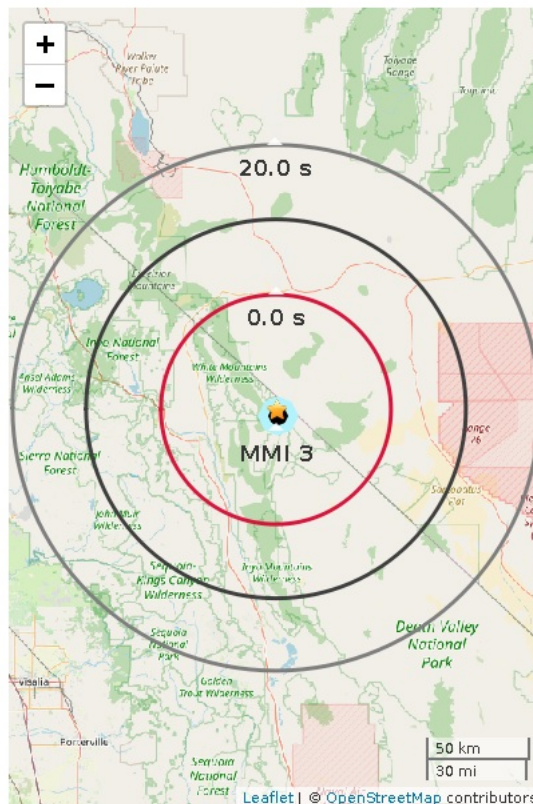 +
−
Walker
River Paiute
Toiyabe
Range
Humboldt-
Toiyabe
National
Forest
20.0 s
Excelsior
Mountains
0.0 s
Inyo National
Forest
Ansel Adams
Wilderness
White Mountains
Wilderness
ange
76
MMI 3
Sierra National
Forest
Sarcobatus
Flat
John Muir
Wilderness
Sequoia-
Kings Canyon
Wilderness
Inyo Mountains
Wilderness
Death Valley
National
Park
Sequoia
National
Park
Golden
Trout Wilderness
Visalia
Porterville
Sequoia
National
Forest
50 km
30 mi
Leaflet | © OpenStreetMap contributors